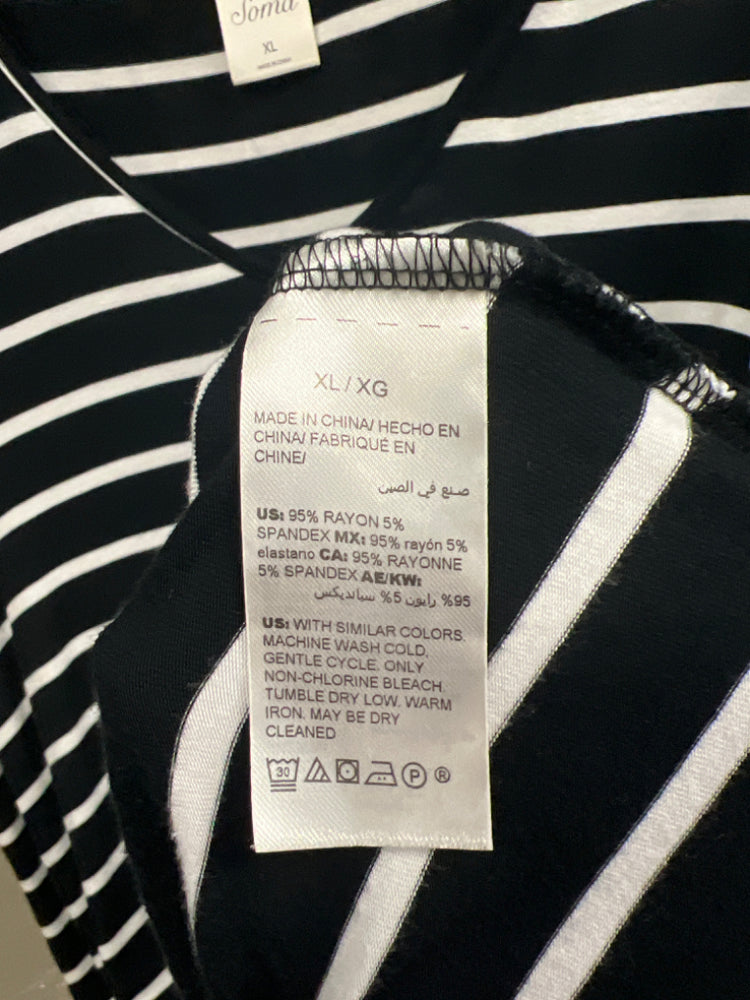 Soma
XL
XL/XG
MADE IN CHINA/ HECHO EN
CHINA/ FABRIQUÉ EN
CHINE/
صنع في الصين
US: 95% RAYON 5%
SPANDEX MX: 95% rayón 5%
elastano CA: 95% RAYONNE
5% SPANDEX AE/KW:
95% رايون 5% سباندیکس
US: WITH SIMILAR COLORS.
MACHINE WASH COLD,
GENTLE CYCLE. ONLY
NON-CHLORINE BLEACH.
TUMBLE DRY LOW. WARM
IRON. MAY BE DRY
CLEANED
30 P ®